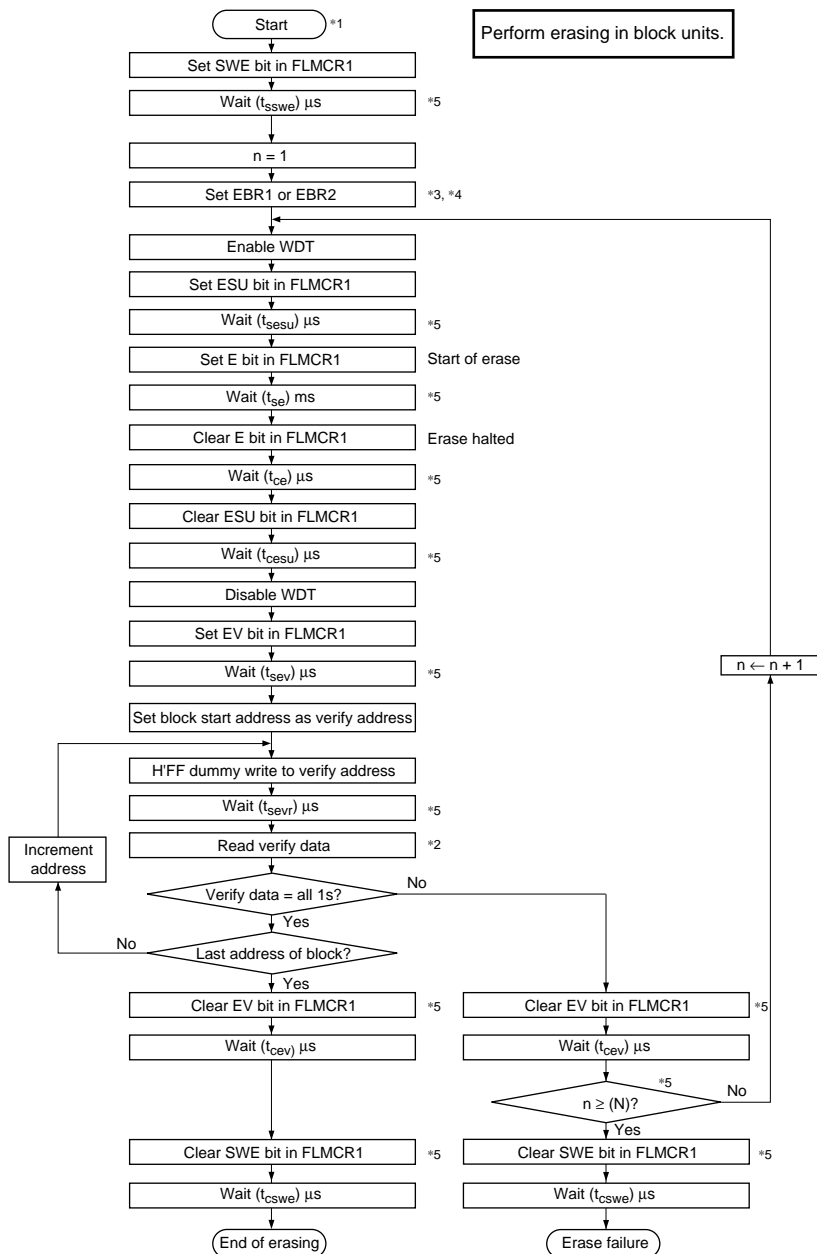 Start
*1
Perform erasing in block units.
Set SWE bit in FLMCR1
Wait (tsswe) μs
*5
n = 1
Set EBR1 or EBR2
*3, *4
Enable WDT
Set ESU bit in FLMCR1
Wait (tsesu) μs
*5
Set E bit in FLMCR1
Start of erase
Wait (tse) ms
*5
Clear E bit in FLMCR1
Erase halted
Wait (tce) μs
*5
Clear ESU bit in FLMCR1
Wait (tcesu) μs
*5
Disable WDT
Set EV bit in FLMCR1
Wait (tsev) μs
*5
n ← n + 1
Set block start address as verify address
H'FF dummy write to verify address
Wait (tsevr) μs
*5
Increment
address
Read verify data
*2
Verify data = all 1s?
No
Yes
No
Last address of block?
Yes
Clear EV bit in FLMCR1
*5
Clear EV bit in FLMCR1
*5
Wait (tcev) μs
Wait (tcev) μs
*5
n ≥ (N)?
No
Yes
Clear SWE bit in FLMCR1
*5
Clear SWE bit in FLMCR1
*5
Wait (tcswe) μs
Wait (tcswe) μs
End of erasing
Erase failure